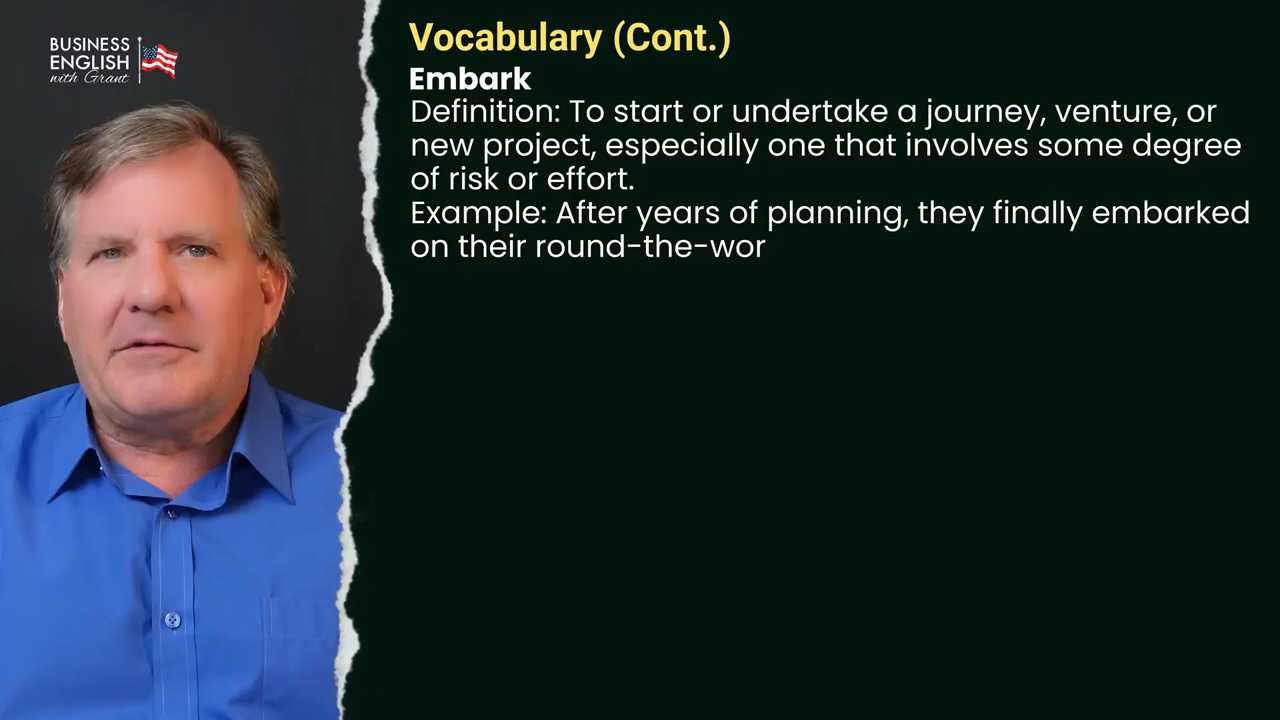 BUSINESS
ENGLISH
with Grant
Vocabulary (Cont.)
Embark
Definition: To start or undertake a journey, venture, or
new project, especially one that involves some degree
of risk or effort.
Example: After years of planning, they finally embarked
on their round-the-wor